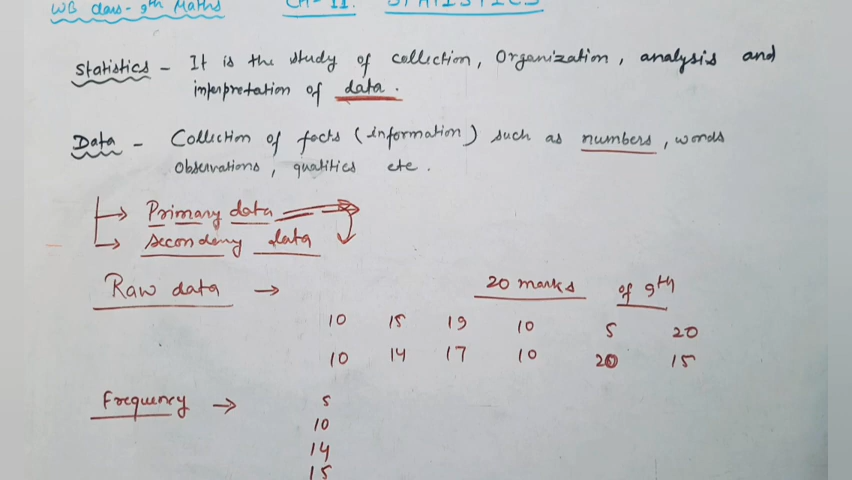 WB class- 9th Maths CH- 11. STATISTICS
Statistics - It is the study of collection, Organization, analysis and
interpretation of data.
Data - Collection of facts (information) such as numbers, words
Observations, qualities etc.
→ Primary data
→ Secondary data
Raw data → 20 marks of 9th
10 15 19 10 5 20
10 14 17 10 20 15
Frequency → 5
10
14
15